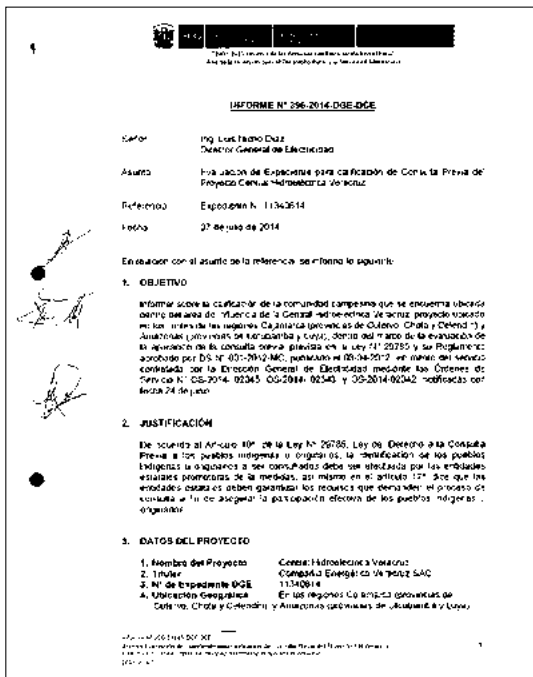 INFORME N° 396-2014-DGE-DCE
Señor Ing. Luis Nicho Díaz
Director General de Electricidad
Asunto Evaluación de Expediente para calificación de Consulta Previa del
Proyecto Central Hidroeléctrica Veracruz
Referencia Expediente N° 11340614
Fecha 07 de julio de 2014
En relación con el asunto de la referencia, se informa lo siguiente
1. OBJETIVO
Informar sobre la calificación de la comunidad campesina que se encuentra ubicada
dentro del área de influencia de la Central Hidroeléctrica Veracruz, proyecto ubicado
en los límites de las regiones Cajamarca (provincias de Cutervo, Chota y Celendín) y
Amazonas (provincias de Utcubamba y Luya), dentro del marco de la evaluación de
la aplicación de la consulta previa prevista en la Ley N° 29785 y su Reglamento
aprobado por DS N° 001-2012-MC, publicado el 03-04-2012, en mérito del servicio
contratado por la Dirección General de Electricidad mediante las Órdenes de
Servicio N° OS-2014-02345, OS-2014-02343 y OS-2014-02342 notificadas con
fecha 24 de junio
2. JUSTIFICACIÓN
De acuerdo al Artículo 10° de la Ley N° 29785, Ley del Derecho a la Consulta
Previa a los pueblos indígenas u originarios, la identificación de los pueblos
indígenas u originarios a ser consultados debe ser efectuada por las entidades
estatales promotoras de la medida, así mismo en el artículo 17° dice que las
entidades estatales deben garantizar los recursos que demanden el proceso de
consulta a fin de asegurar la participación efectiva de los pueblos indígenas u
originarios
3. DATOS DEL PROYECTO
1. Nombre del Proyecto Central Hidroeléctrica Veracruz
2. Titular Compañía Energética Veracruz SAC
3. N° de Expediente DGE 11340614
4. Ubicación Geográfica En las regiones Cajamarca (provincias de
Cutervo, Chota y Celendín) y Amazonas (provincias de Utcubamba y Luya)